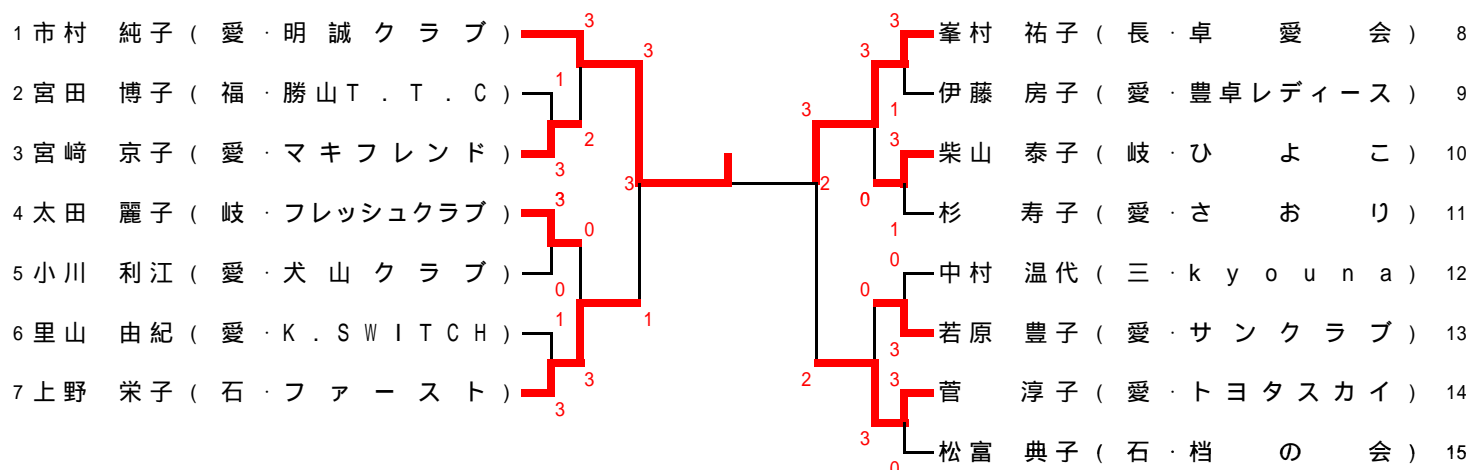 1 市村 純子 ( 愛 · 明誠クラブ )
2 宮田 博子 ( 福 · 勝山T.T.C )
3 宮﨑 京子 ( 愛 · マキフレンド )
4 太田 麗子 ( 岐 · フレッシュクラブ )
5 小川 利江 ( 愛 · 犬山クラブ )
6 里山 由紀 ( 愛 · K.SWITCH )
7 上野 栄子 ( 石 · ファースト )
3
3
1
2
3
3
3
0
0
1
1
3
3
峯村 祐子 ( 長 · 卓愛会 ) 8
伊藤 房子 ( 愛 · 豊卓レディース ) 9
柴山 泰子 ( 岐 · ひよこ ) 10
杉 寿子 ( 愛 · さおり ) 11
中村 温代 ( 三 · kyouna ) 12
若原 豊子 ( 愛 · サンクラブ ) 13
菅 淳子 ( 愛 · トヨタスカイ ) 14
松富 典子 ( 石 · 档の会 ) 15
3
3
1
3
2
0
1
0
0
3
2
3
3
0